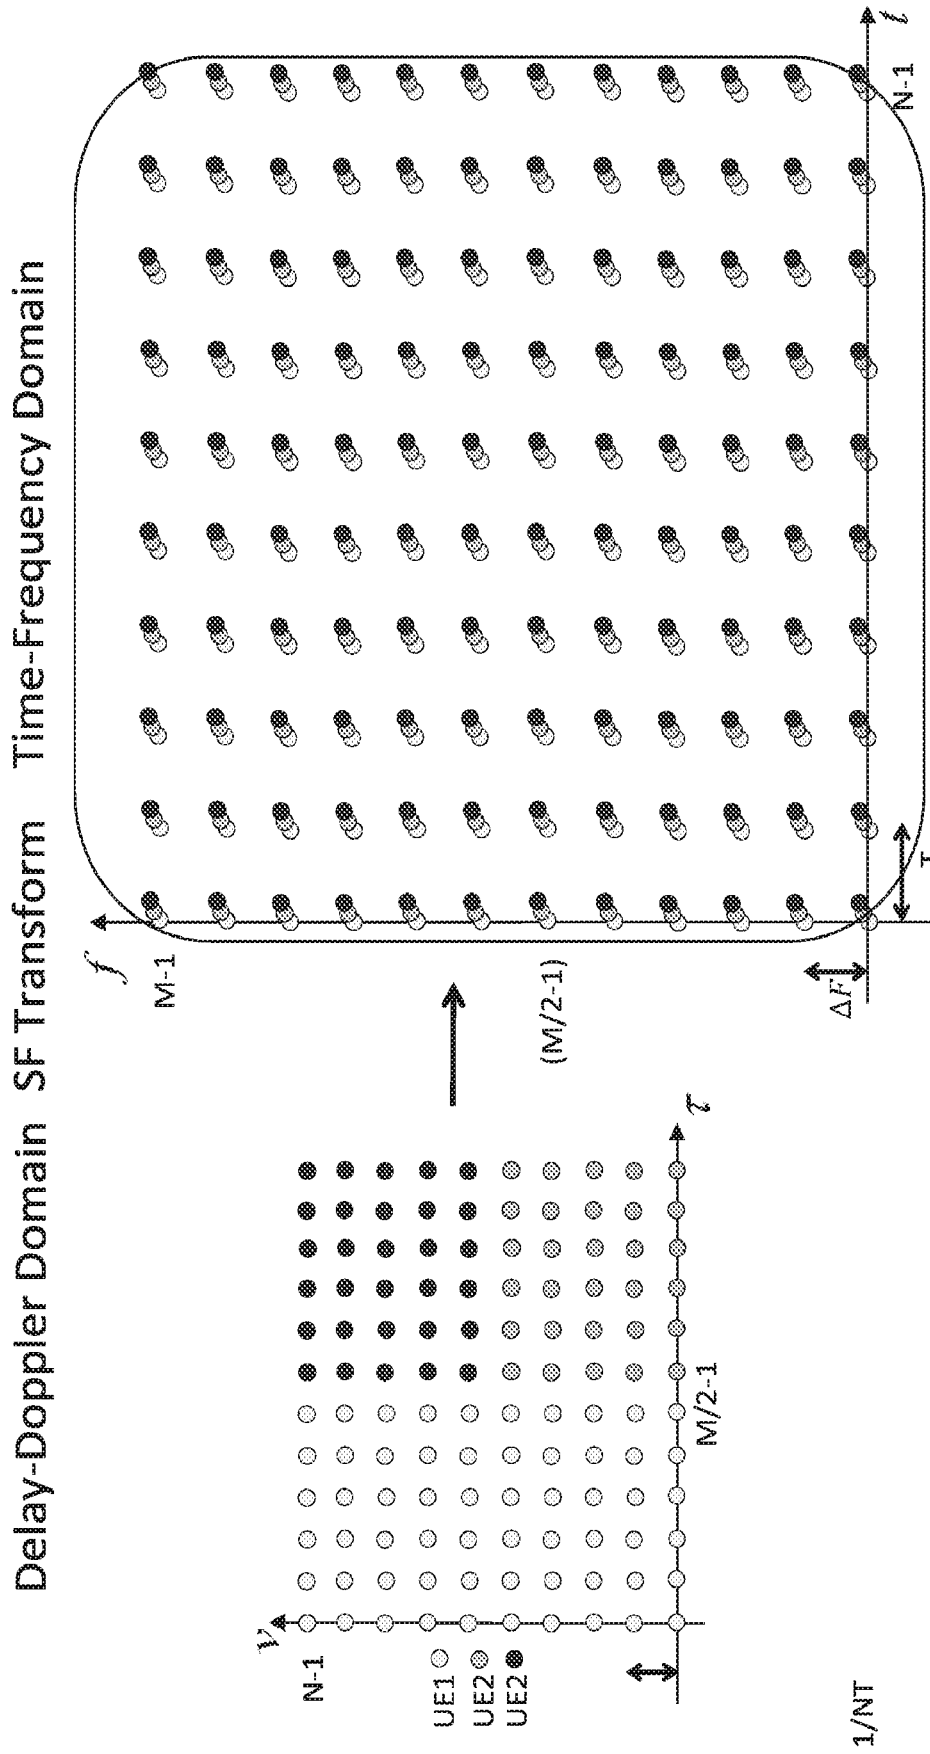 Delay-Doppler Domain SF Transform Time-Frequency Domain
ν
N-1
UE1
UE2
UE2
M/2-1
τ
1/NT
f
M-1
(M/2-1)
ΔF
T
N-1
t